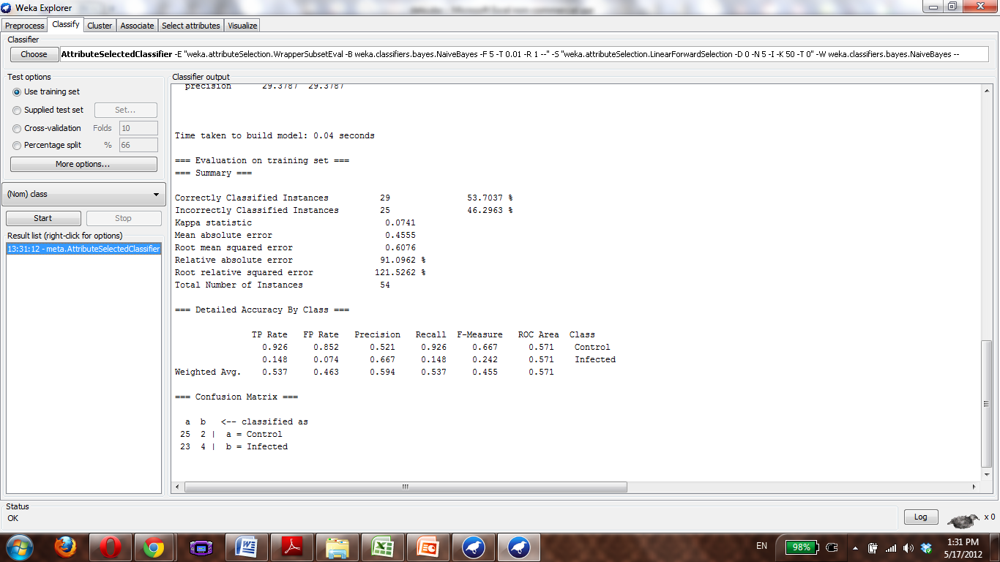 Weka Explorer
Preprocess Classify Cluster Associate Select attributes Visualize
Classifier
Choose AttributeSelectedClassifier -E "weka.attributeSelection.WrapperSubsetEval -B weka.classifiers.bayes.NaiveBayes -F 5 -T 0.01 -R 1 --" -S "weka.attributeSelection.LinearForwardSelection -D 0 -N 5 -I -K 50 -T 0" -W weka.classifiers.bayes.NaiveBayes --
Test options
Use training set
Supplied test set Set...
Cross-validation Folds 10
Percentage split % 66
More options...
(Nom) class
Start Stop
Result list (right-click for options)
13:31:12 - meta.AttributeSelectedClassifier
Classifier output
precision 29.3787 29.3787
Time taken to build model: 0.04 seconds
=== Evaluation on training set ===
=== Summary ===
Correctly Classified Instances 29 53.7037 %
Incorrectly Classified Instances 25 46.2963 %
Kappa statistic 0.0741
Mean absolute error 0.4555
Root mean squared error 0.6076
Relative absolute error 91.0962 %
Root relative squared error 121.5262 %
Total Number of Instances 54
=== Detailed Accuracy By Class ===
TP Rate FP Rate Precision Recall F-Measure ROC Area Class
0.926 0.852 0.521 0.926 0.667 0.571 Control
0.148 0.074 0.667 0.148 0.242 0.571 Infected
Weighted Avg. 0.537 0.463 0.594 0.537 0.455 0.571
=== Confusion Matrix ===
a b <-- classified as
25 2 | a = Control
23 4 | b = Infected
Status
OK
Log x 0
EN 98% 1:31 PM
5/17/2012